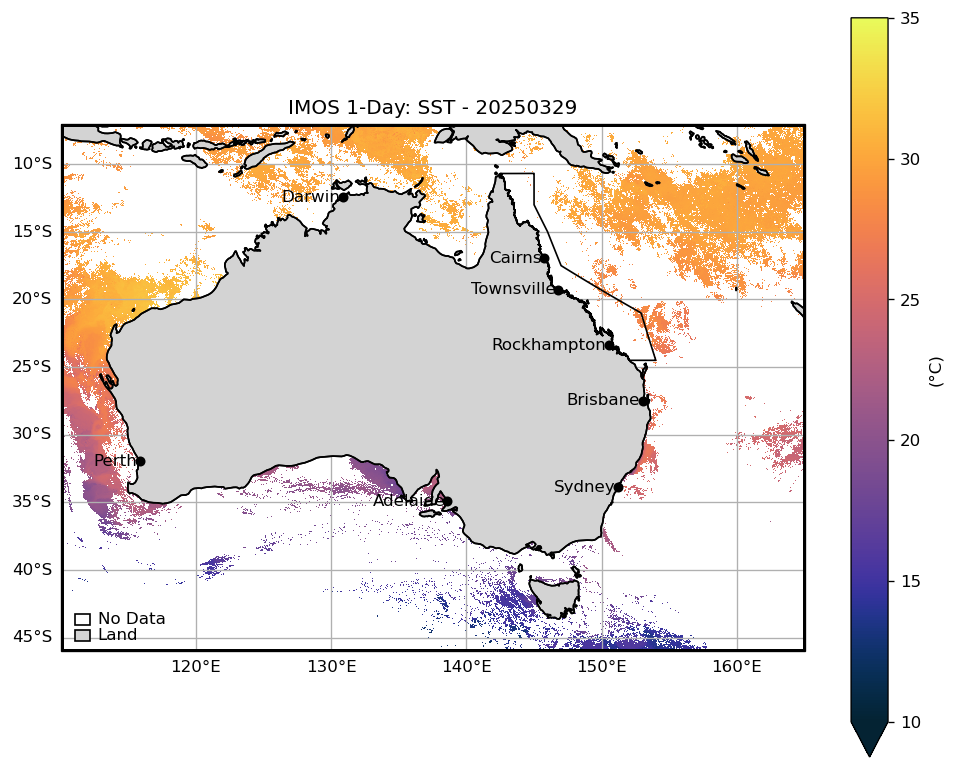 IMOS 1-Day: SST - 20250329
35
30
25
20
15
10
(°C)
10°S
15°S
20°S
25°S
30°S
35°S
40°S
45°S
Darwin
Cairns
Townsville
Rockhampton
Brisbane
Perth
Sydney
Adelaide
No Data
Land
120°E
130°E
140°E
150°E
160°E